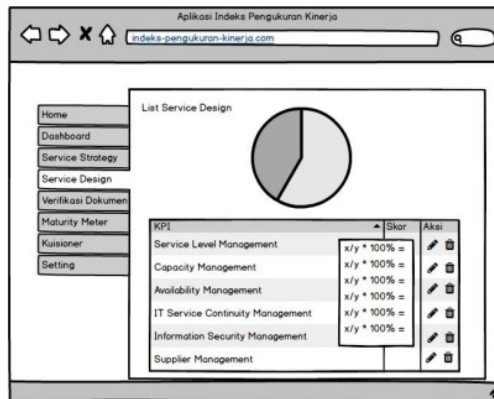 Aplikasi Indeks Pengukuran Kinerja
indeks-pengukuran-kinerja.com
Home
Dashboard
Service Strategy
Service Design
Verifikasi Dokumen
Maturity Meter
Kuisioner
Setting
List Service Design
KPI Skor Aksi
Service Level Management
Capacity Management
Availability Management
IT Service Continuity Management
Information Security Management
Supplier Management
x/y * 100% =
x/y * 100% =
x/y * 100% =
x/y * 100% =
x/y * 100% =